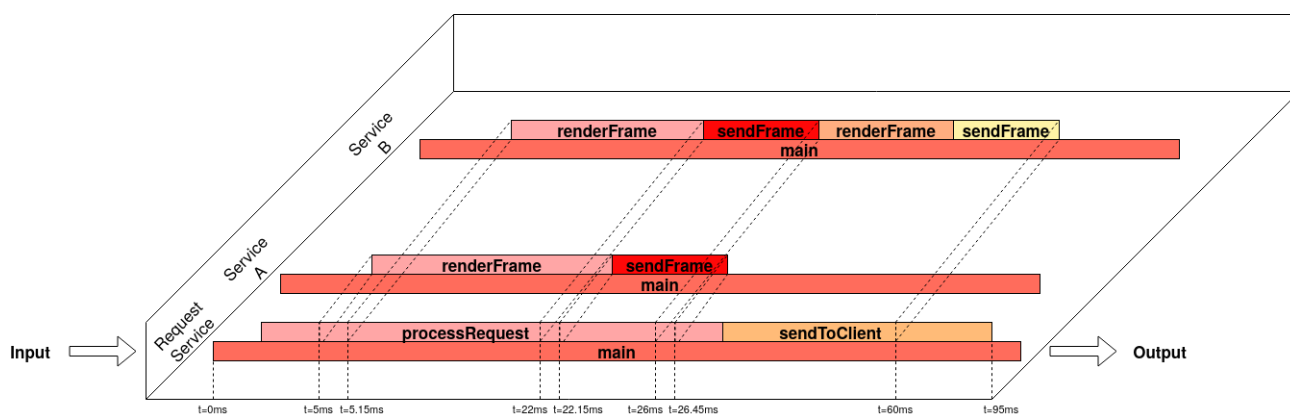 Service
B
renderFrame
sendFrame
renderFrame
sendFrame
main
Service
A
renderFrame
sendFrame
main
Request
Service
processRequest
sendToClient
main
Input
Output
t=0ms
t=5ms
t=5.15ms
t=22ms
t=22.15ms
t=26ms
t=26.45ms
t=60ms
t=95ms